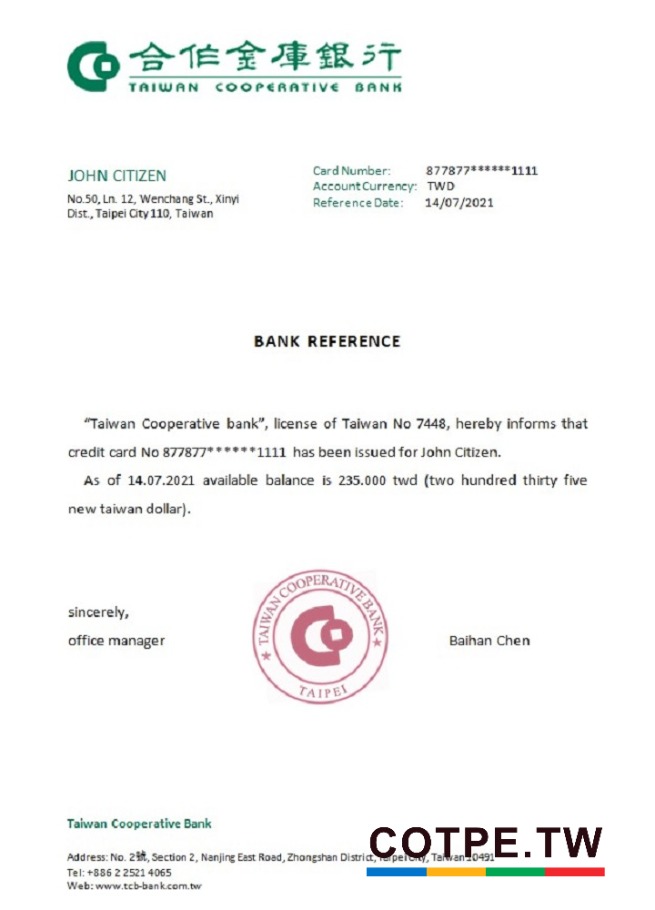 合作金庫銀行
TAIWAN COOPERATIVE BANK
JOHN CITIZEN
No.50, Ln. 12, Wenchang St., Xinyi
Dist., Taipei City 110, Taiwan
Card Number: 877877******1111
Account Currency: TWD
Reference Date: 14/07/2021
BANK REFERENCE
“Taiwan Cooperative bank”, license of Taiwan No 7448, hereby informs that
credit card No 877877******1111 has been issued for John Citizen.
As of 14.07.2021 available balance is 235.000 twd (two hundred thirty five
new taiwan dollar).
sincerely,
office manager
TAIWAN COOPERATIVE BANK
TAIPEI
Baihan Chen
Taiwan Cooperative Bank
Address: No. 2號, Section 2, Nanjing East Road, Zhongshan District, Taipei City, Taiwan 10491
Tel: +886 2 2521 4065
Web: www.tcb-bank.com.tw
COTPE.TW